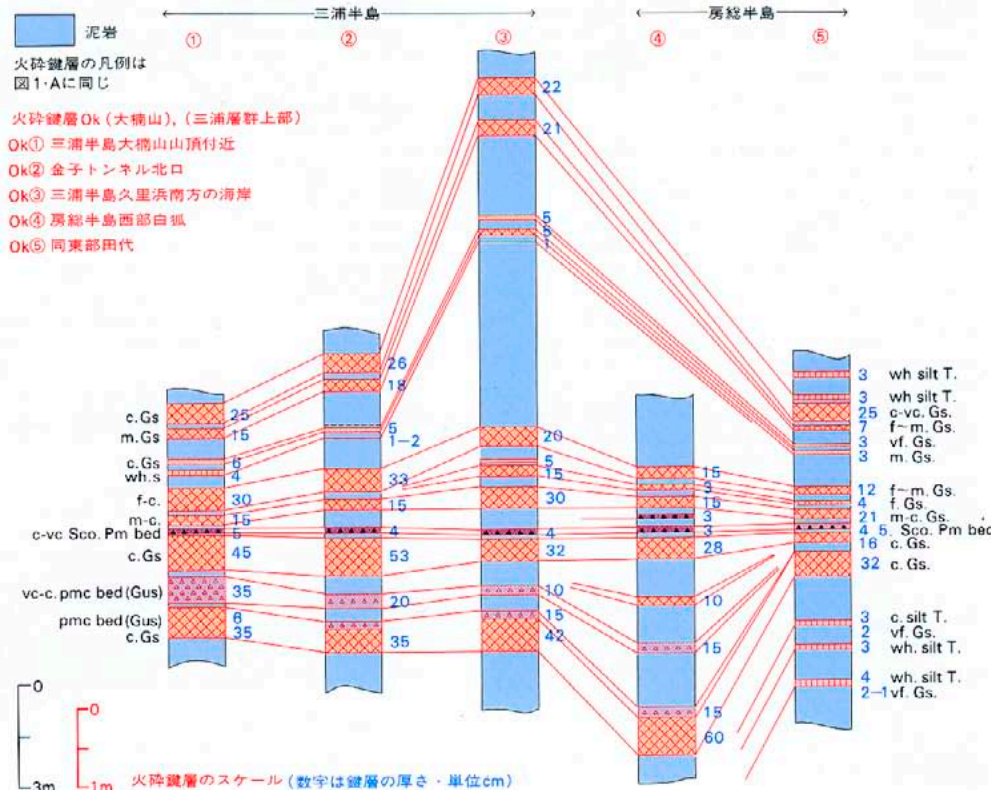 三浦半島
房総半島
① ② ③ ④ ⑤
泥岩
火砕鍵層の凡例は
図1・Aに同じ
火砕鍵層Ok(大楠山),(三浦層群上部)
Ok① 三浦半島大楠山山頂付近
Ok② 金子トンネル北口
Ok③ 三浦半島久里浜南方の海岸
Ok④ 房総半島西部白狐
Ok⑤ 同東部田代
c.Gs 25
m.Gs 15
c.Gs 6
wh.s 4
f-c. 30
m-c. 15
c-vc Sco. Pm bed 5
c.Gs 45
vc-c. pmc bed (Gus) 35
pmc bed (Gus) 6
c.Gs 35
26
18
5
1-2
33
15
4
53
20
35
22
21
5
5
1
20
5
15
30
4
32
10
15
42
15
3
15
3
3
28
10
15
15
60
3 wh silt T.
3 wh silt T.
25 c-vc. Gs.
7 f~m. Gs.
3 vf. Gs.
3 m. Gs.
12 f~m. Gs.
4 f. Gs.
21 m-c. Gs.
4 5. Sco. Pm bed
16 c. Gs.
32 c. Gs.
3 c. silt T.
2 vf. Gs.
3 wh. silt T.
4 wh. silt T.
2-1 vf. Gs.
0
3m
0
1m
火砕鍵層のスケール(数字は鍵層の厚さ・単位cm)